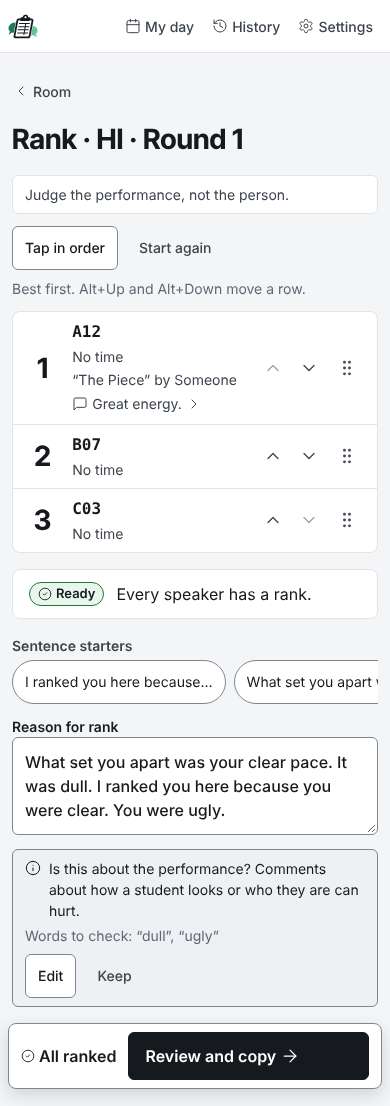 My day
History
Settings
Room
Rank · HI · Round 1
Judge the performance, not the person.
Tap in order
Start again
Best first. Alt+Up and Alt+Down move a row.
1
A12
No time
“The Piece” by Someone
Great energy.
2
B07
No time
3
C03
No time
Ready
Every speaker has a rank.
Sentence starters
I ranked you here because...
What set you apart
Reason for rank
What set you apart was your clear pace. It
was dull. I ranked you here because you
were clear. You were ugly.
Is this about the performance? Comments
about how a student looks or who they are can
hurt.
Words to check: “dull”, “ugly”
Edit
Keep
All ranked
Review and copy